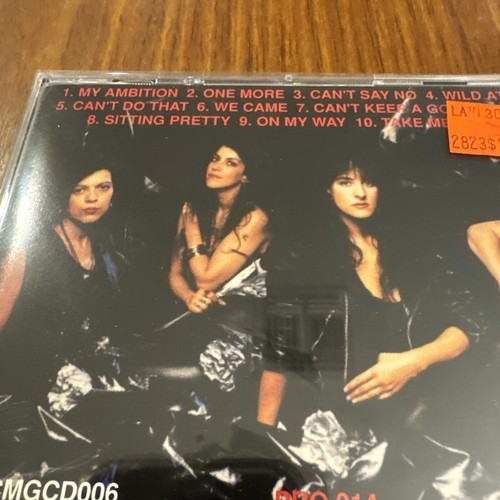 1. MY AMBITION 2. ONE MORE 3. CAN'T SAY NO 4. WILD AT
5. CAN'T DO THAT 6. WE CAME 7. CAN'T KEEP A GO
8. SITTING PRETTY 9. ON MY WAY 10. TAKE ME
2823
MGCD006